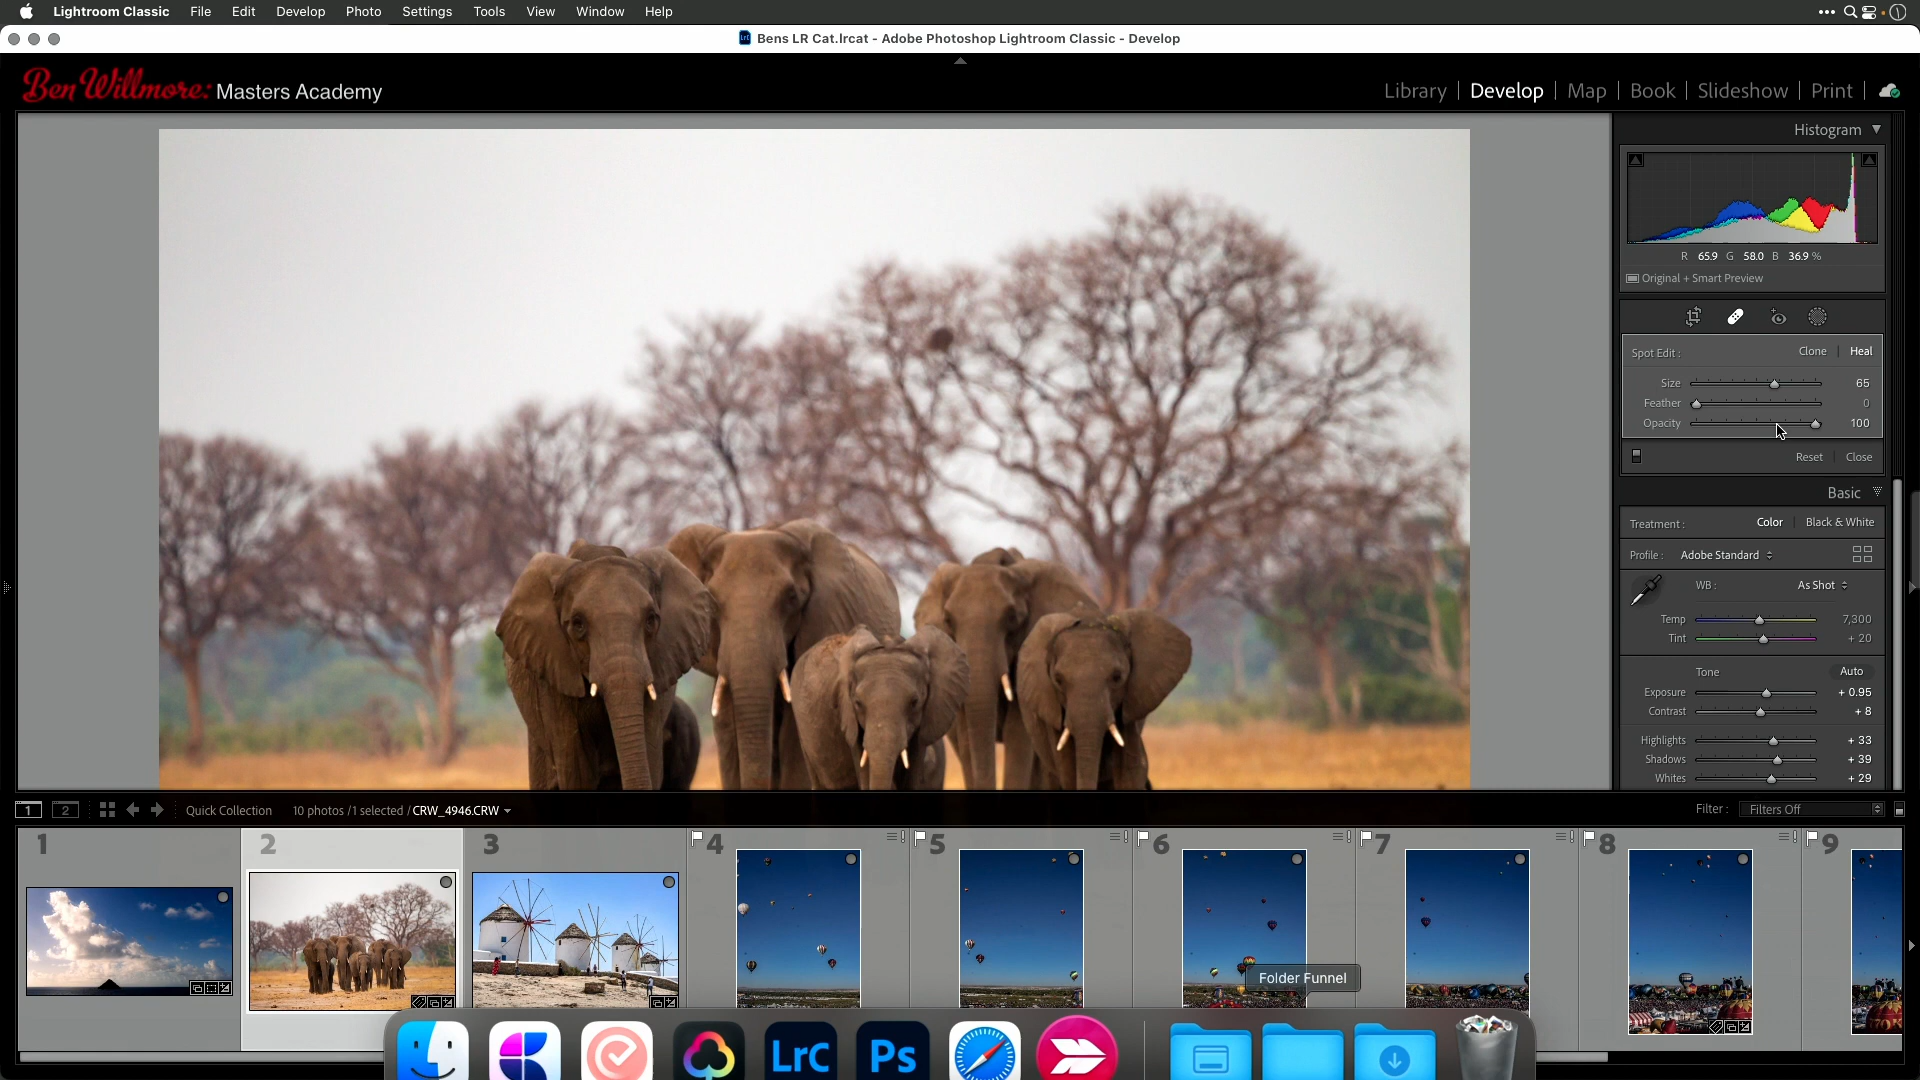 Lightroom Classic File Edit Develop Photo Settings Tools View Window Help
Bens LR Cat.lrcat - Adobe Photoshop Lightroom Classic - Develop
Ben Willmore: Masters Academy
Library | Develop | Map | Book | Slideshow | Print |
Histogram
R 65.9 G 58.0 B 36.9 %
Original + Smart Preview
Spot Edit : Clone | Heal
Size 65
Feather 0
Opacity 100
Reset | Close
Basic
Treatment : Color | Black & White
Profile : Adobe Standard
WB : As Shot
Temp 7,300
Tint + 20
Tone Auto
Exposure + 0.95
Contrast + 8
Highlights + 33
Shadows + 39
Whites + 29
1 2 Quick Collection 10 photos / 1 selected / CRW_4946.CRW Filter : Filters Off
1 2 3 4 5 6 7 8 9
Folder Funnel
LrC Ps